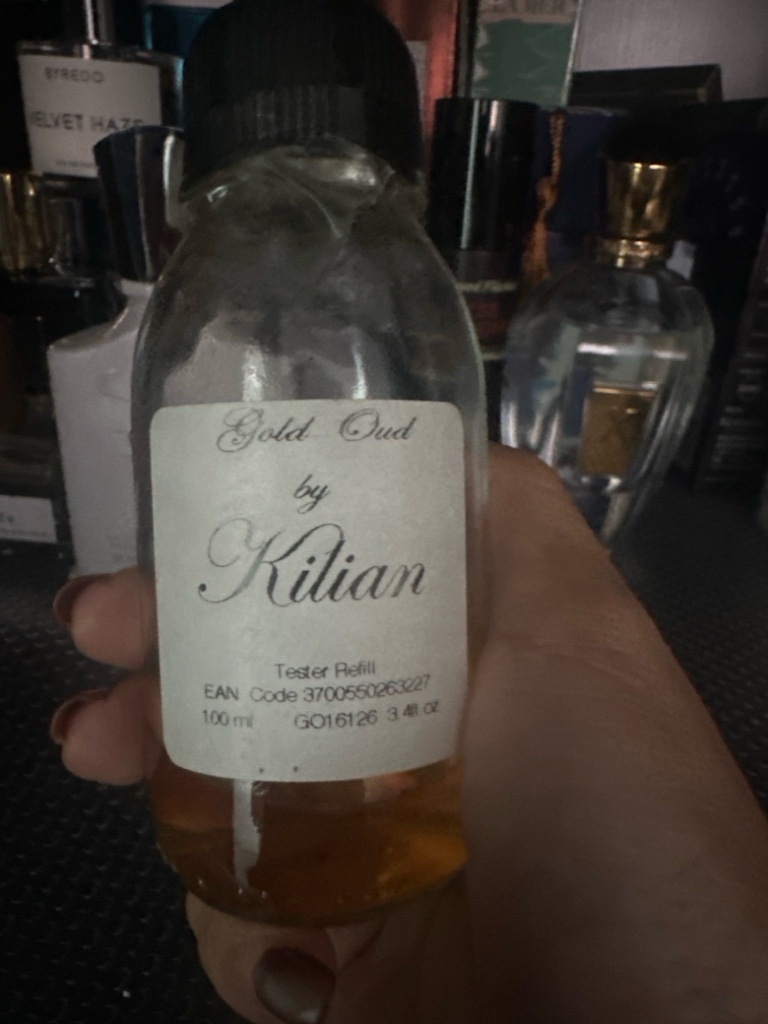 BYREDO
VELVET HAZE
Gold Oud
by
Kilian
Tester Refill
EAN Code 3700550263227
100 ml GO16126 3.4fl oz